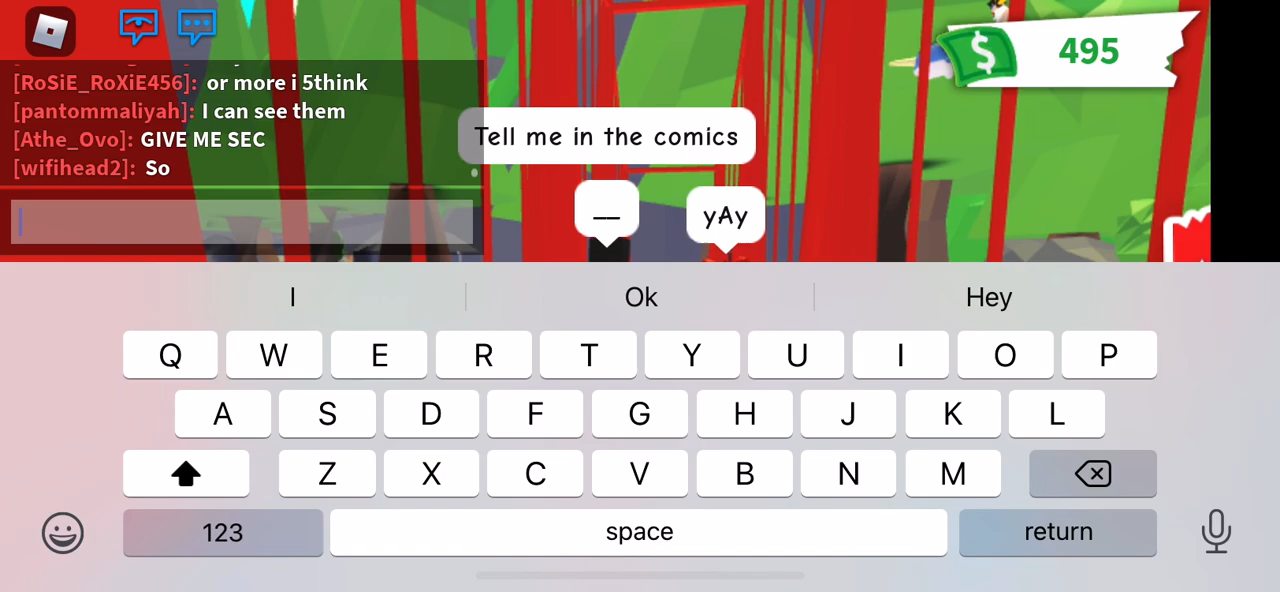 495
[RoSiE_RoXiE456]: or more i 5think
[pantommaliyah]: I can see them
[Athe_Ovo]: GIVE ME SEC
[wifihead2]: So
Tell me in the comics
__
yAy
I Ok Hey
Q W E R T Y U I O P
A S D F G H J K L
Z X C V B N M
123 space return